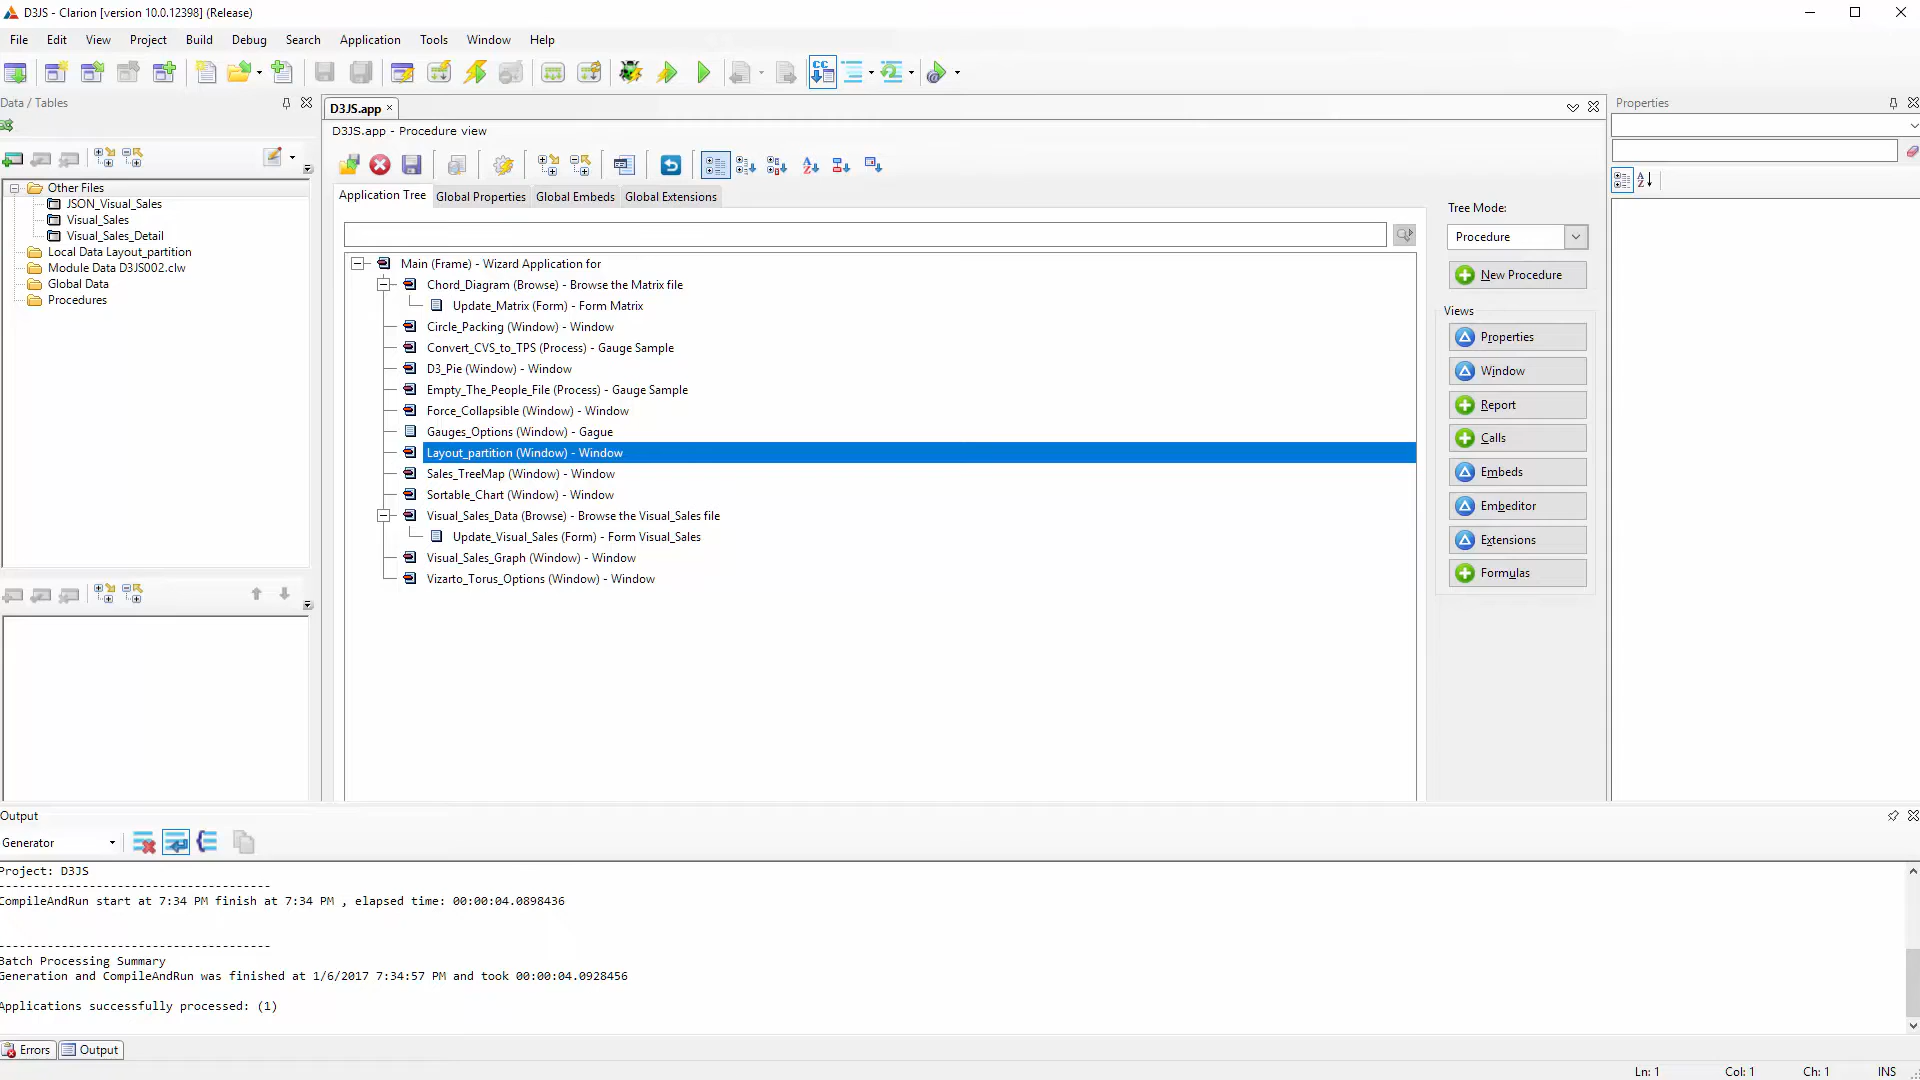 D3JS - Clarion [version 10.0.12398] (Release)
File Edit View Project Build Debug Search Application Tools Window Help
CC
Data / Tables
Other Files
JSON_Visual_Sales
Visual_Sales
Visual_Sales_Detail
Local Data Layout_partition
Module Data D3JS002.clw
Global Data
Procedures
D3JS.app
D3JS.app - Procedure view
Application Tree Global Properties Global Embeds Global Extensions
Main (Frame) - Wizard Application for
Chord_Diagram (Browse) - Browse the Matrix file
Update_Matrix (Form) - Form Matrix
Circle_Packing (Window) - Window
Convert_CVS_to_TPS (Process) - Gauge Sample
D3_Pie (Window) - Window
Empty_The_People_File (Process) - Gauge Sample
Force_Collapsible (Window) - Window
Gauges_Options (Window) - Gague
Layout_partition (Window) - Window
Sales_TreeMap (Window) - Window
Sortable_Chart (Window) - Window
Visual_Sales_Data (Browse) - Browse the Visual_Sales file
Update_Visual_Sales (Form) - Form Visual_Sales
Visual_Sales_Graph (Window) - Window
Vizarto_Torus_Options (Window) - Window
Tree Mode:
Procedure
New Procedure
Views
Properties
Window
Report
Calls
Embeds
Embeditor
Extensions
Formulas
Properties
Output
Generator
Project: D3JS
---------------------------------------
CompileAndRun start at 7:34 PM finish at 7:34 PM , elapsed time: 00:00:04.0898436
---------------------------------------
Batch Processing Summary
Generation and CompileAndRun was finished at 1/6/2017 7:34:57 PM and took 00:00:04.0928456
Applications successfully processed: (1)
Errors Output
Ln: 1 Col: 1 Ch: 1 INS